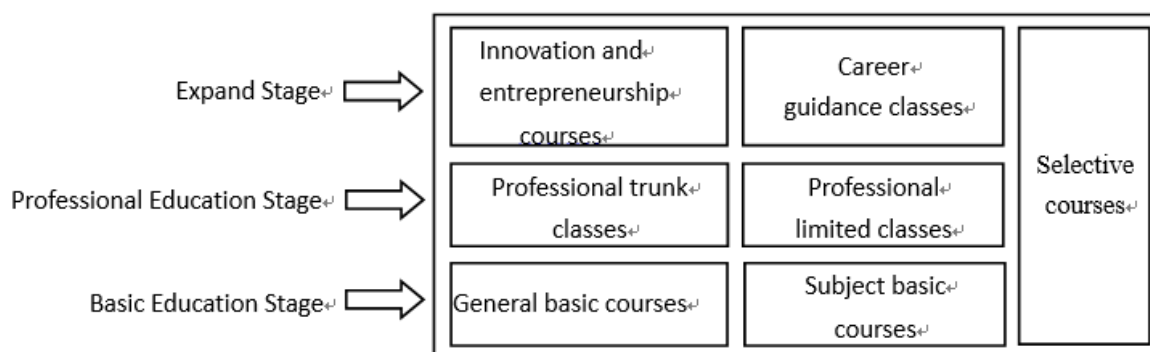 Expand Stage↵
Innovation and↵
entrepreneurship↵
courses↵
Career↵
guidance classes↵
Professional Education Stage↵
Professional trunk↵
classes↵
Professional↵
limited classes↵
Basic Education Stage↵
General basic courses↵
Subject basic↵
courses↵
Selective
courses↵